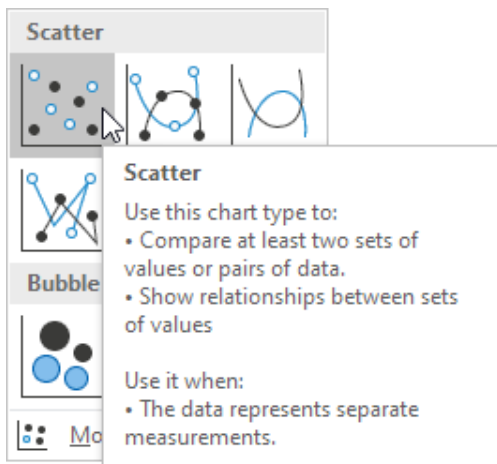 Scatter
Scatter
Use this chart type to:
• Compare at least two sets of
values or pairs of data.
• Show relationships between sets
of values
Use it when:
• The data represents separate
measurements.
Bubble